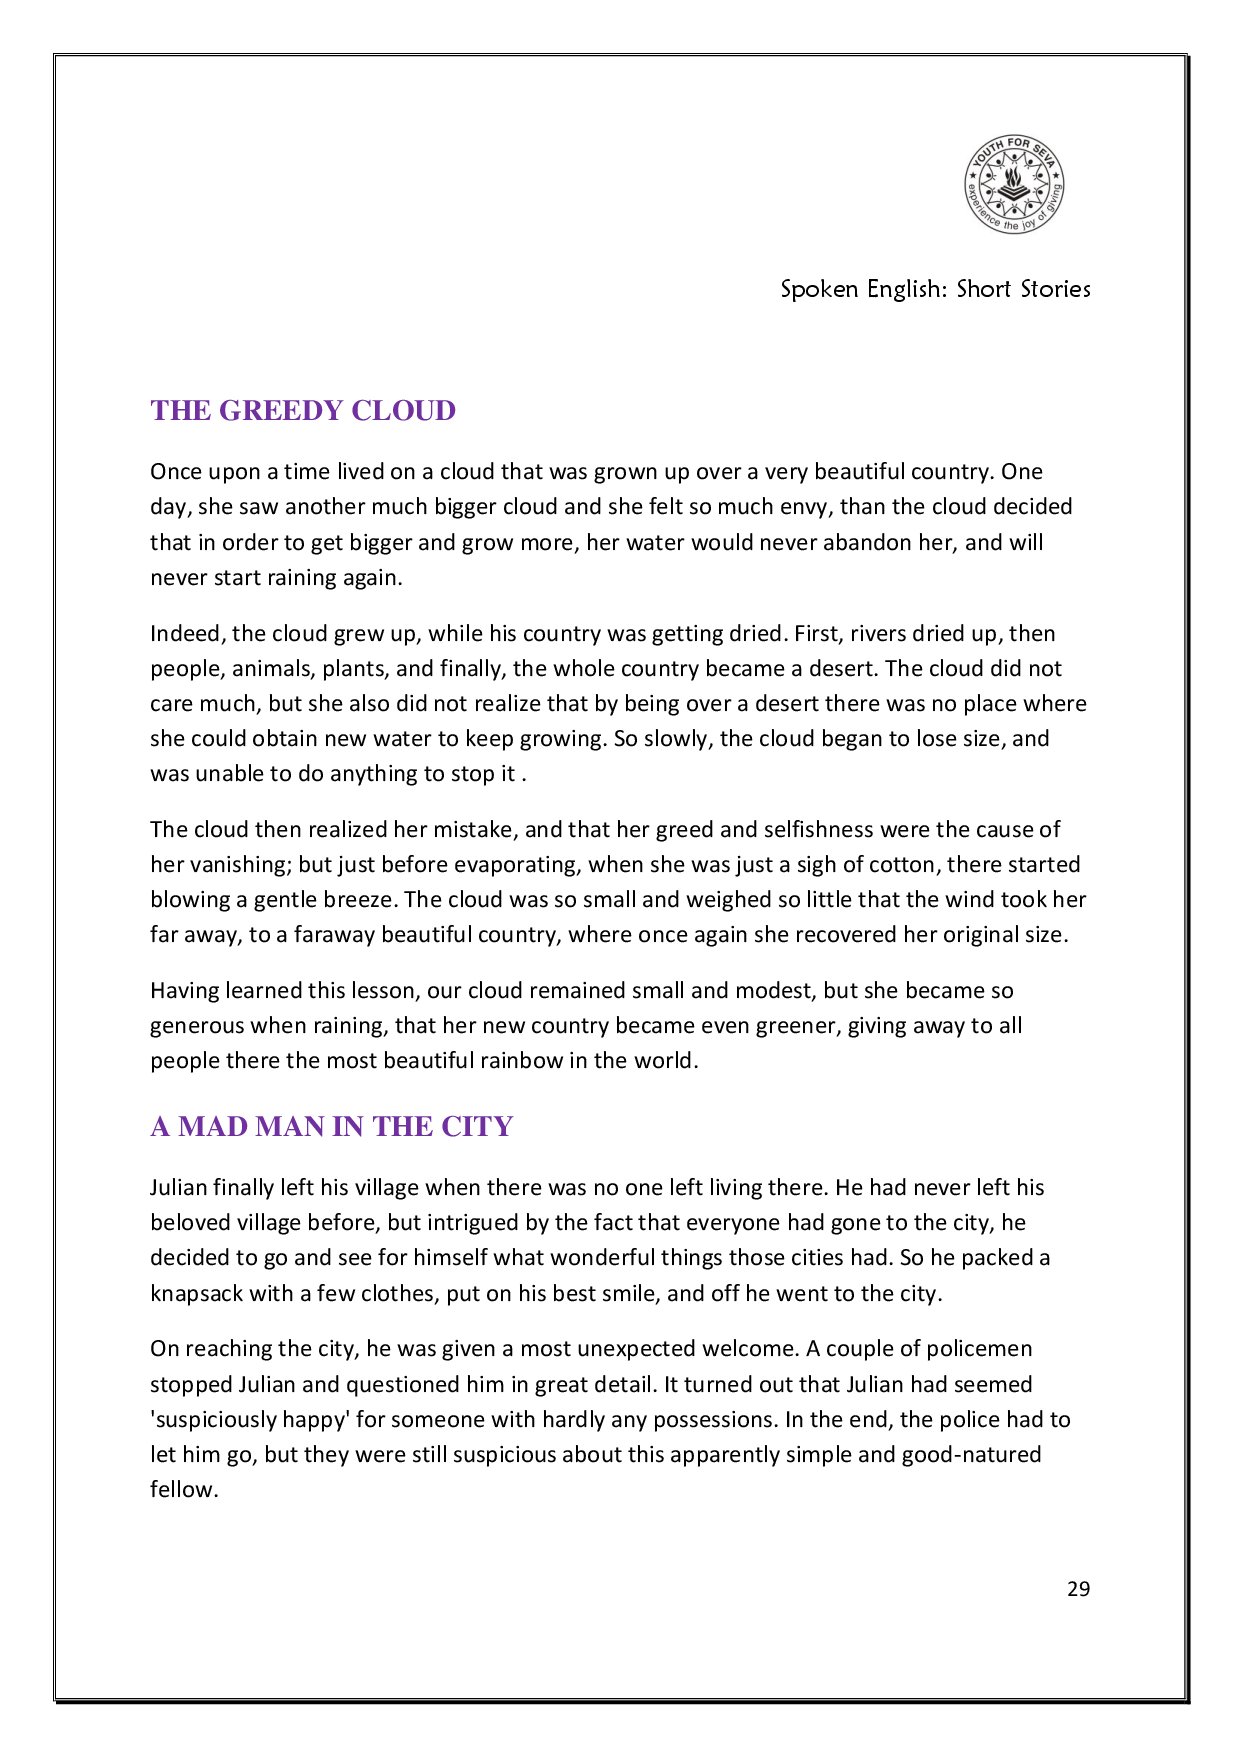 YOUTH FOR SEVA
experience the joy of giving
Spoken English: Short Stories
THE GREEDY CLOUD
Once upon a time lived on a cloud that was grown up over a very beautiful country. One
day, she saw another much bigger cloud and she felt so much envy, than the cloud decided
that in order to get bigger and grow more, her water would never abandon her, and will
never start raining again.
Indeed, the cloud grew up, while his country was getting dried. First, rivers dried up, then
people, animals, plants, and finally, the whole country became a desert. The cloud did not
care much, but she also did not realize that by being over a desert there was no place where
she could obtain new water to keep growing. So slowly, the cloud began to lose size, and
was unable to do anything to stop it .
The cloud then realized her mistake, and that her greed and selfishness were the cause of
her vanishing; but just before evaporating, when she was just a sigh of cotton, there started
blowing a gentle breeze. The cloud was so small and weighed so little that the wind took her
far away, to a faraway beautiful country, where once again she recovered her original size.
Having learned this lesson, our cloud remained small and modest, but she became so
generous when raining, that her new country became even greener, giving away to all
people there the most beautiful rainbow in the world.
A MAD MAN IN THE CITY
Julian finally left his village when there was no one left living there. He had never left his
beloved village before, but intrigued by the fact that everyone had gone to the city, he
decided to go and see for himself what wonderful things those cities had. So he packed a
knapsack with a few clothes, put on his best smile, and off he went to the city.
On reaching the city, he was given a most unexpected welcome. A couple of policemen
stopped Julian and questioned him in great detail. It turned out that Julian had seemed
'suspiciously happy' for someone with hardly any possessions. In the end, the police had to
let him go, but they were still suspicious about this apparently simple and good-natured
fellow.
29